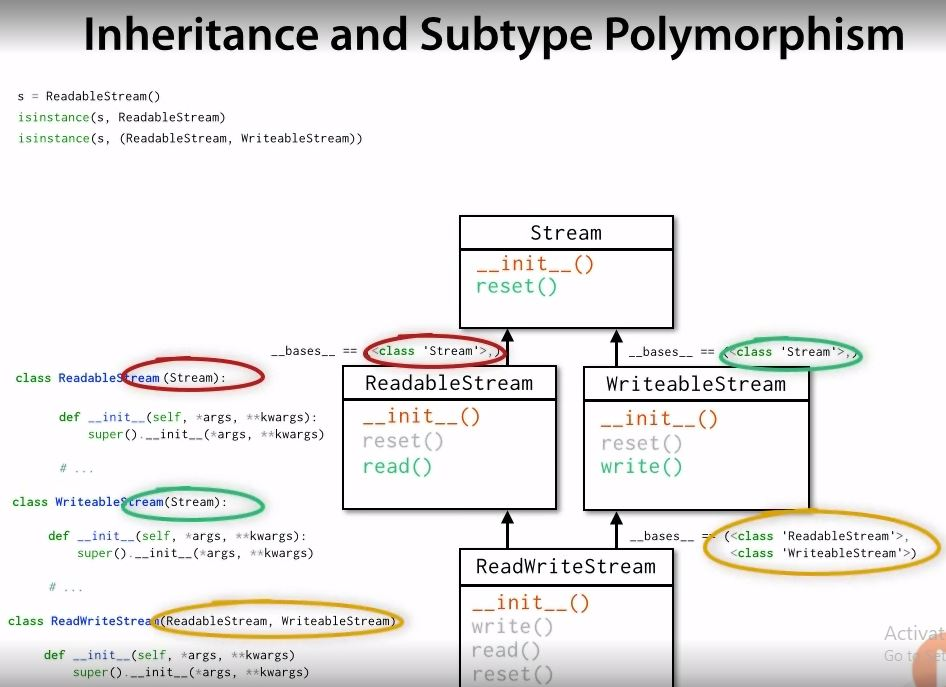 Inheritance and Subtype Polymorphism
s = ReadableStream()
isinstance(s, ReadableStream)
isinstance(s, (ReadableStream, WriteableStream))
Stream
__init__()
reset()
__bases__ == (<class 'Stream'>,)
__bases__ == (<class 'Stream'>,)
ReadableStream
__init__()
reset()
read()
WriteableStream
__init__()
reset()
write()
class ReadableStream(Stream):
def __init__(self, *args, **kwargs):
super().__init__(*args, **kwargs)
# ...
class WriteableStream(Stream):
def __init__(self, *args, **kwargs):
super().__init__(*args, **kwargs)
# ...
__bases__ == (<class 'ReadableStream'>,
<class 'WriteableStream'>)
ReadWriteStream
__init__()
write()
read()
reset()
class ReadWriteStream(ReadableStream, WriteableStream)
def __init__(self, *args, **kwargs)
super().__init__(*args, **kwargs)
Activat
Go to Set